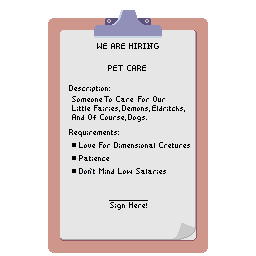 WE ARE HIRING
PET CARE
Description:
Someone To Care For Our
Little Fairies, Demons, Eldritchs,
And Of Course, Dogs.
Requirements:
■ Love For Dimensional Cretures
■ Patience
■ Don't Mind Low Salaries
Sign Here!